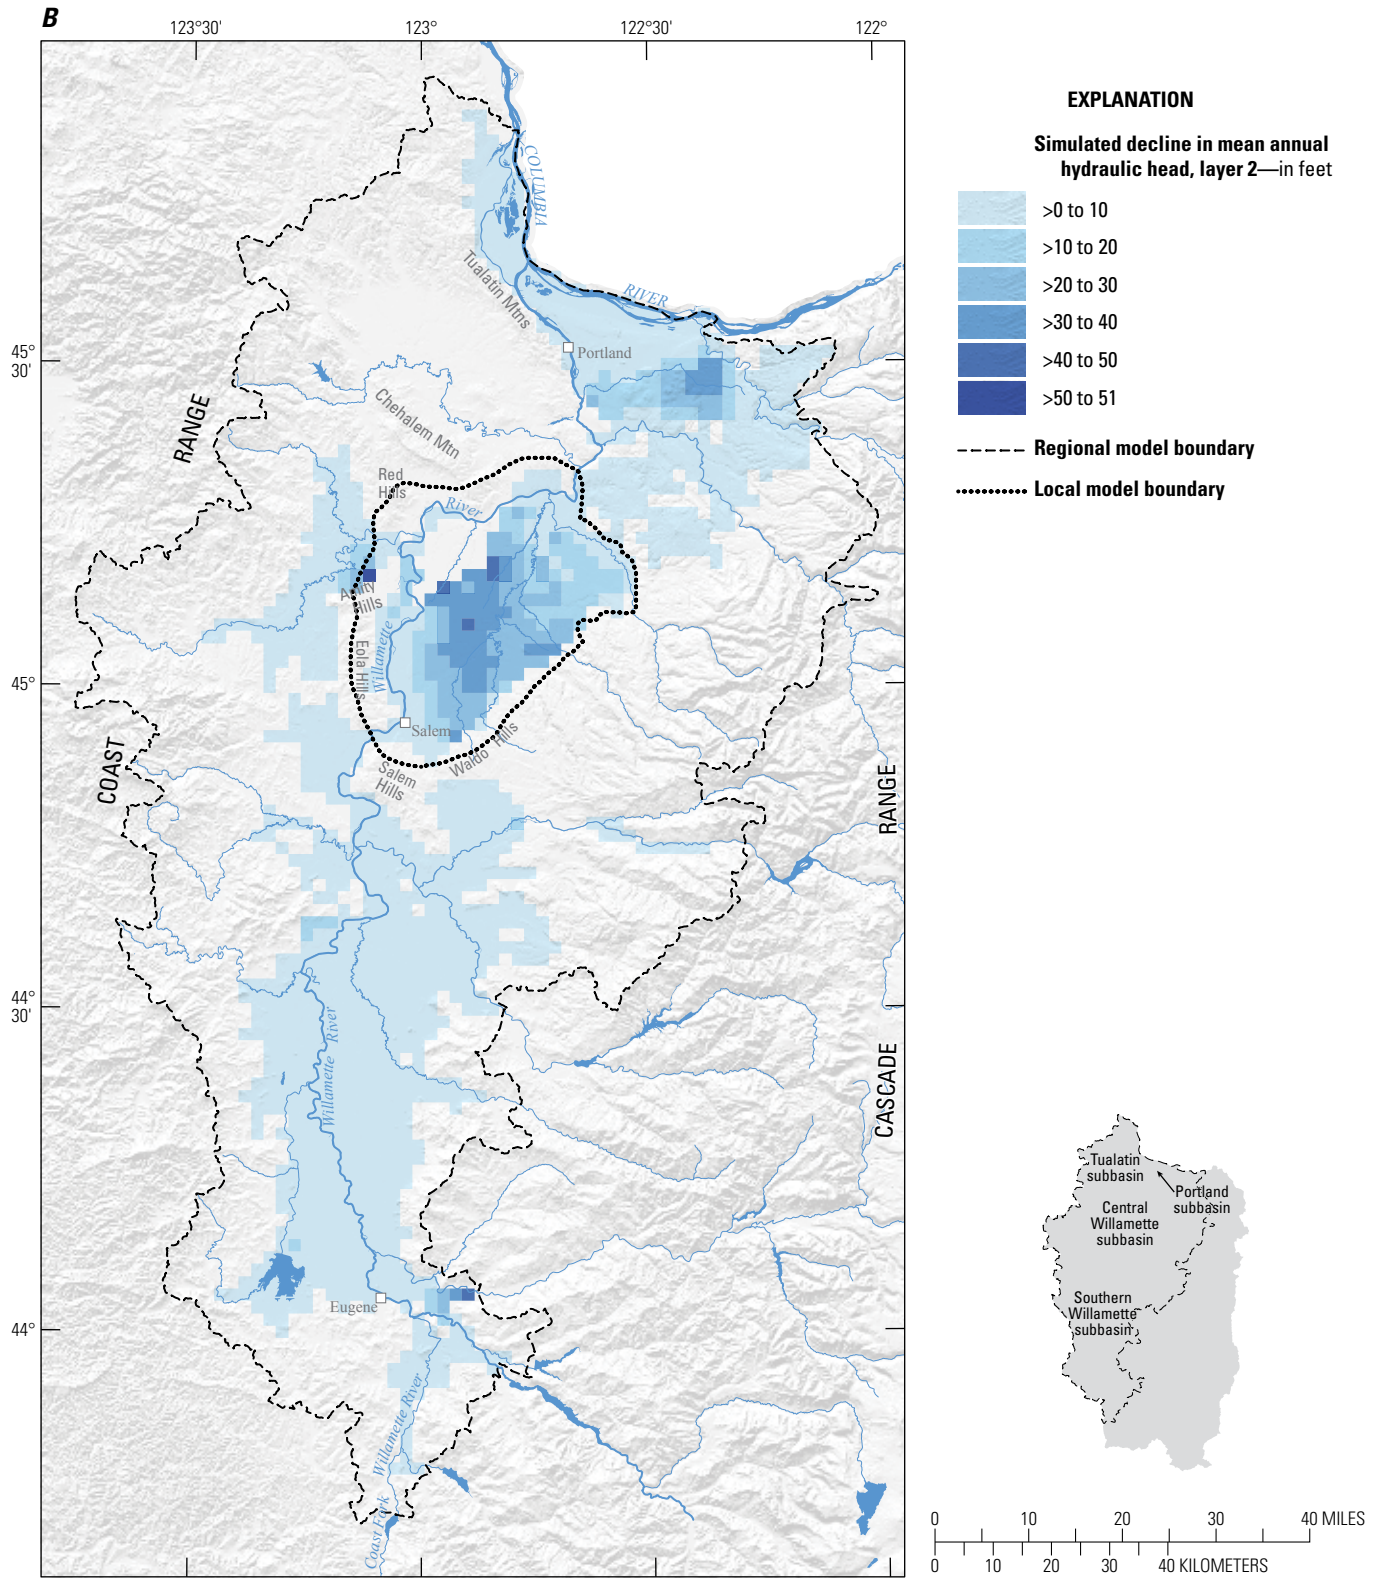 B
123°30'
123°
122°30'
122°
45°
30'
45°
44°
30'
44°
COLUMBIA
RIVER
Tualatin Mtns
Portland
Chehalem Mtn
RANGE
Red
Hills
River
Amity
Hills
Eola Hills
Willamette
Salem
Waldo Hills
Salem
Hills
COAST
RANGE
CASCADE
Willamette River
Eugene
Willamette River
Coast Fork
EXPLANATION
Simulated decline in mean annual
hydraulic head, layer 2—in feet
>0 to 10
>10 to 20
>20 to 30
>30 to 40
>40 to 50
>50 to 51
Regional model boundary
Local model boundary
Tualatin
subbasin
Portland
subbasin
Central
Willamette
subbasin
Southern
Willamette
subbasin
0 10 20 30 40 MILES
0 10 20 30 40 KILOMETERS